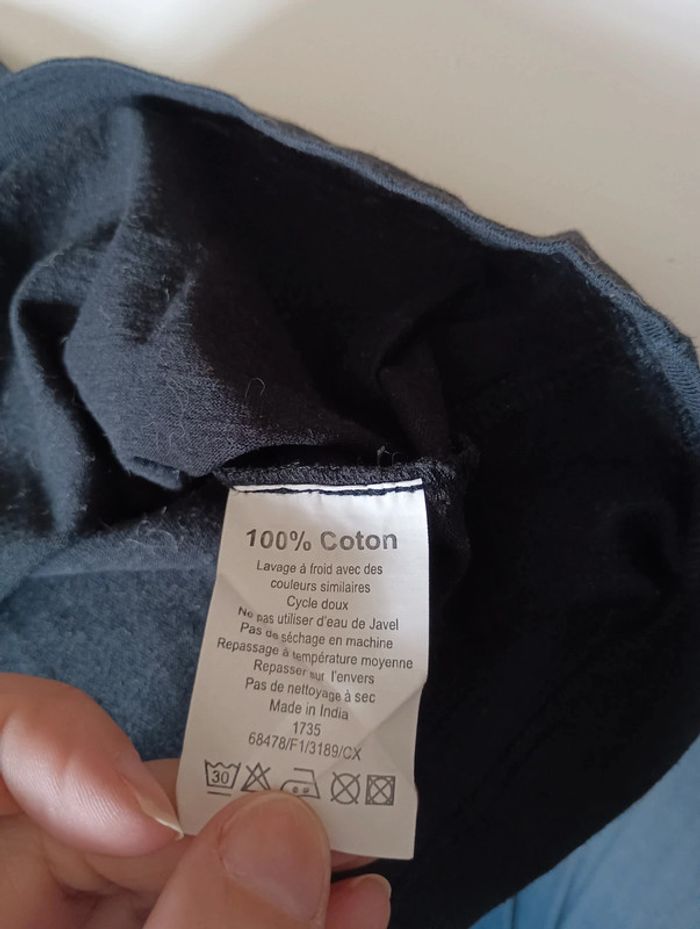 100% Coton
Lavage à froid avec des
couleurs similaires
Cycle doux
Ne pas utiliser d'eau de Javel
Pas de séchage en machine
Repassage à température moyenne
Repasser sur l'envers
Pas de nettoyage à sec
Made in India
1735
68478/F1/3189/CX
30